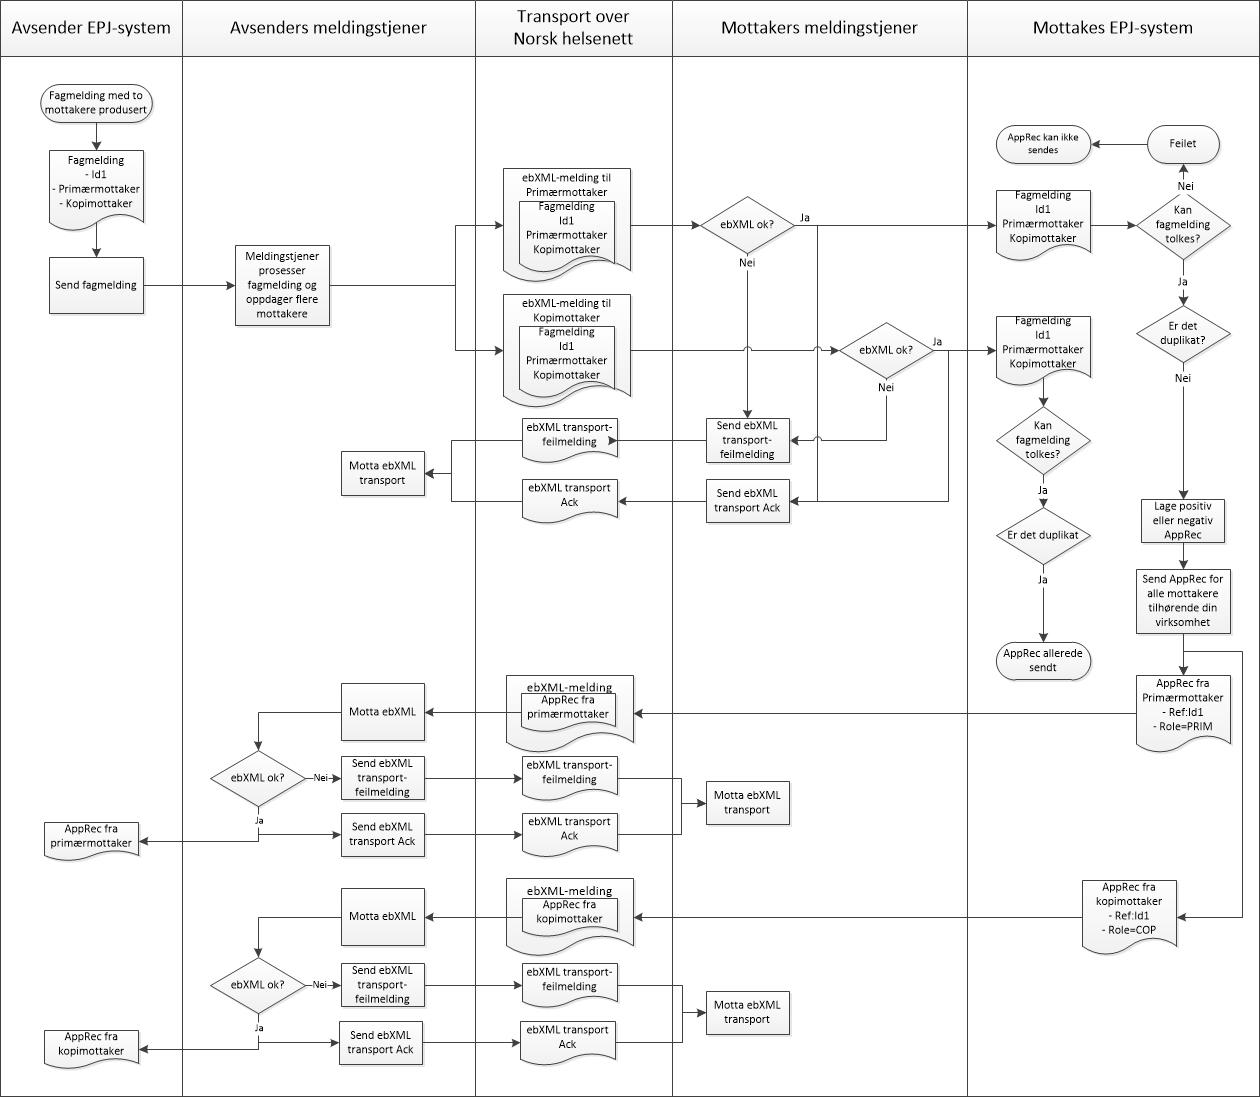 Avsender EPJ-system
Avsenders meldingstjener
Transport over
Norsk helsenett
Mottakers meldingstjener
Mottakes EPJ-system
Fagmelding med to
mottakere produsert
Fagmelding
- Id1
- Primærmottaker
- Kopimottaker
Send fagmelding
Meldingstjener
prosesser
fagmelding og
oppdager flere
mottakere
ebXML-melding til
Primærmottaker
Fagmelding
Id1
Primærmottaker
Kopimottaker
ebXML-melding til
Kopimottaker
Fagmelding
Id1
Primærmottaker
Kopimottaker
ebXML ok?
Ja
Nei
ebXML ok?
Ja
Nei
AppRec kan ikke
sendes
Feilet
Nei
Fagmelding
Id1
Primærmottaker
Kopimottaker
Kan
fagmelding
tolkes?
Ja
Er det
duplikat?
Nei
Fagmelding
Id1
Primærmottaker
Kopimottaker
Kan
fagmelding
tolkes?
Ja
Er det duplikat
Ja
AppRec allerede
sendt
Lage positiv
eller negativ
AppRec
Send AppRec for
alle mottakere
tilhørende din
virksomhet
Send ebXML
transport-
feilmelding
ebXML transport-
feilmelding
Motta ebXML
transport
Send ebXML
transport Ack
ebXML transport
Ack
AppRec fra
Primærmottaker
- Ref:Id1
- Role=PRIM
ebXML-melding
AppRec fra
primærmottaker
Motta ebXML
ebXML ok?
Nei
Send ebXML
transport-
feilmelding
ebXML transport-
feilmelding
Motta ebXML
transport
Ja
Send ebXML
transport Ack
ebXML transport
Ack
AppRec fra
primærmottaker
AppRec fra
kopimottaker
- Ref:Id1
- Role=COP
ebXML-melding
AppRec fra
kopimottaker
Motta ebXML
ebXML ok?
Nei
Send ebXML
transport-
feilmelding
ebXML transport-
feilmelding
Motta ebXML
transport
Ja
Send ebXML
transport Ack
ebXML transport
Ack
AppRec fra
kopimottaker